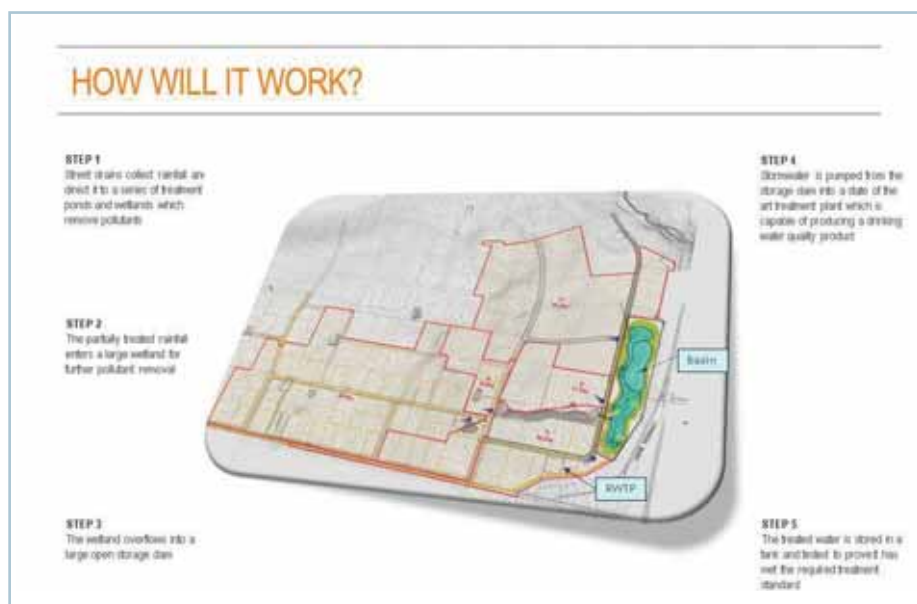 HOW WILL IT WORK?
STEP 1
Street drains collect rainfall an
direct it to a series of treatment
ponds and wetlands which
remove pollutants
STEP 2
The partially treated rainfall
enters a large wetland for
further pollutant removal
STEP 3
The wetland overflows into a
large open storage dam
STEP 4
Stormwater is pumped from the
storage dam into a state of the
art treatment plant which is
capable of producing a drinking
water quality product
STEP 5
The treated water is stored in a
tank and tested to prove it has
met the required treatment
standard
Basin
RWTP